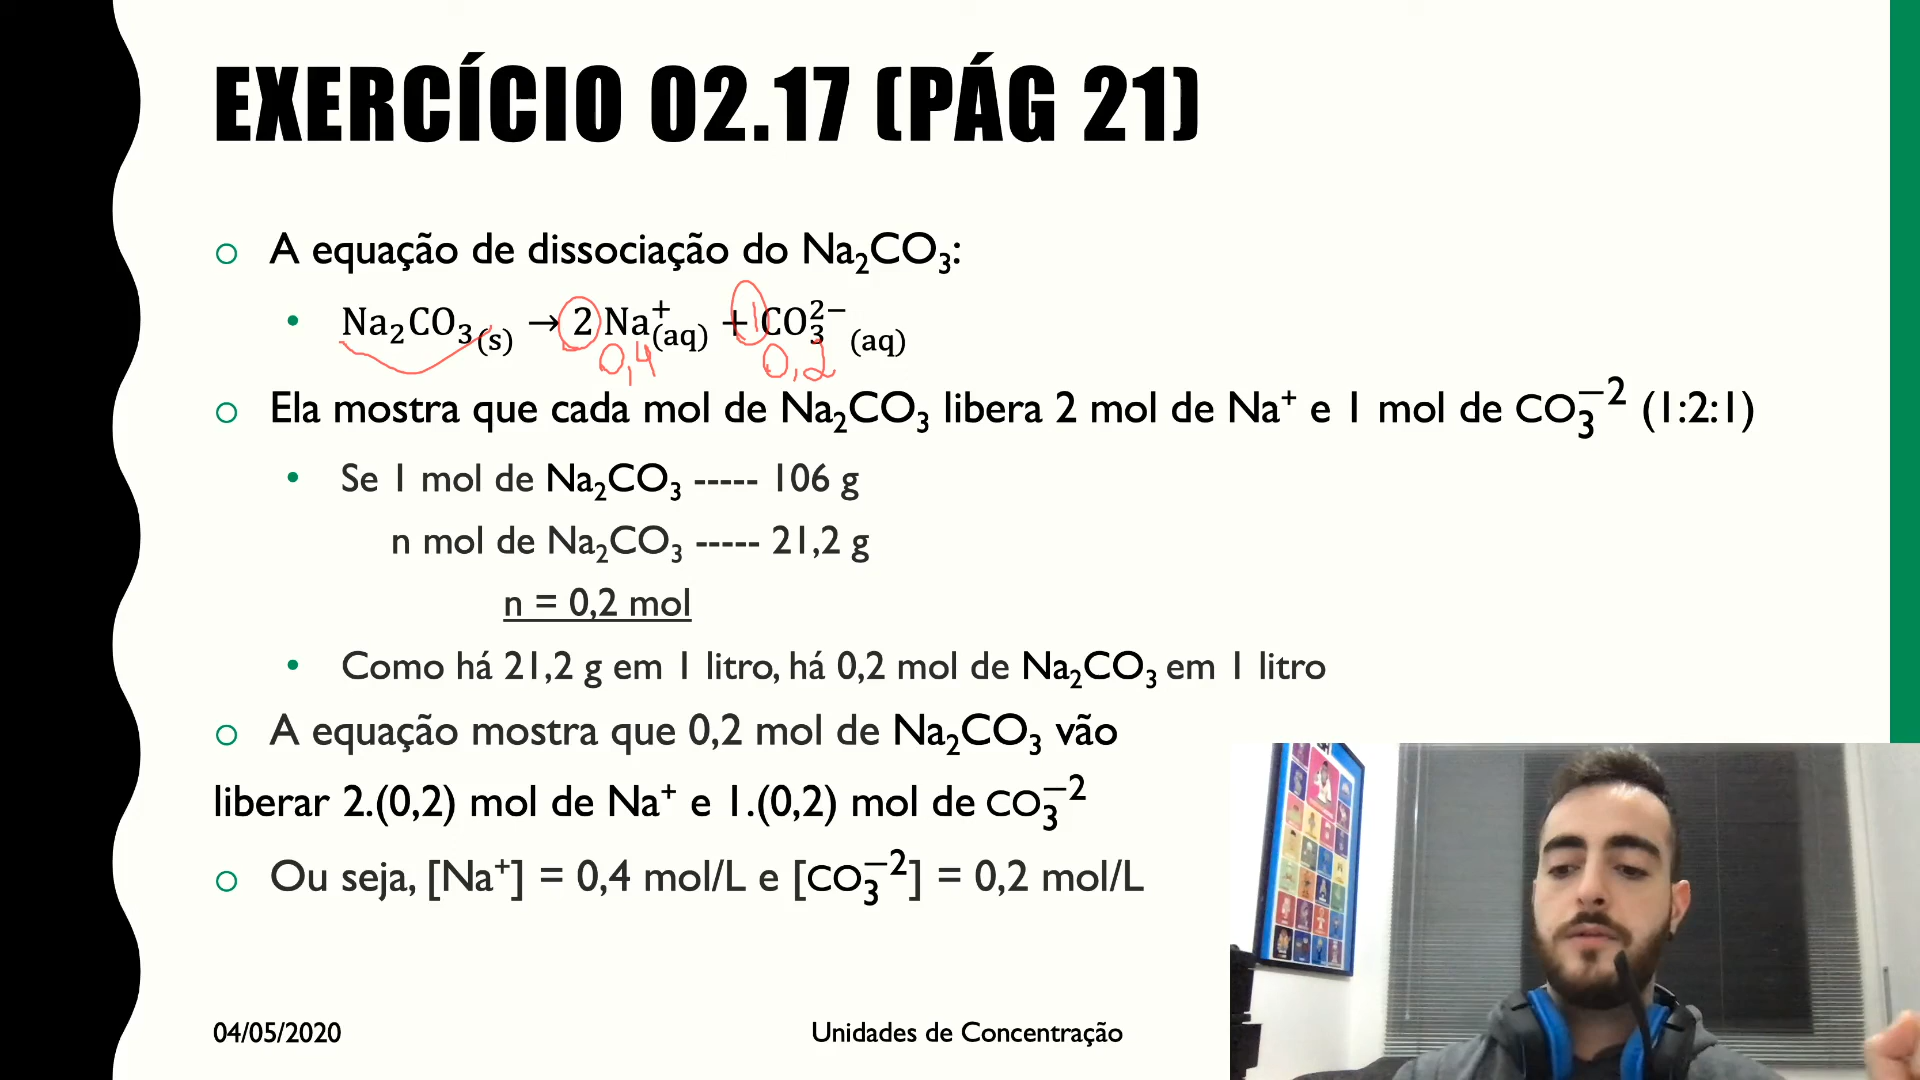 EXERCÍCIO 02.17 (PÁG 21)
A equação de dissociação do Na₂CO₃:
Na₂CO₃(s) → 2 Na⁺(aq) + 1 CO₃²⁻(aq)
0,4 0,2
Ela mostra que cada mol de Na₂CO₃ libera 2 mol de Na⁺ e 1 mol de CO₃⁻² (1:2:1)
Se 1 mol de Na₂CO₃ ----- 106 g
n mol de Na₂CO₃ ----- 21,2 g
n = 0,2 mol
Como há 21,2 g em 1 litro, há 0,2 mol de Na₂CO₃ em 1 litro
A equação mostra que 0,2 mol de Na₂CO₃ vão
liberar 2.(0,2) mol de Na⁺ e 1.(0,2) mol de CO₃⁻²
Ou seja, [Na⁺] = 0,4 mol/L e [CO₃⁻²] = 0,2 mol/L
04/05/2020
Unidades de Concentração